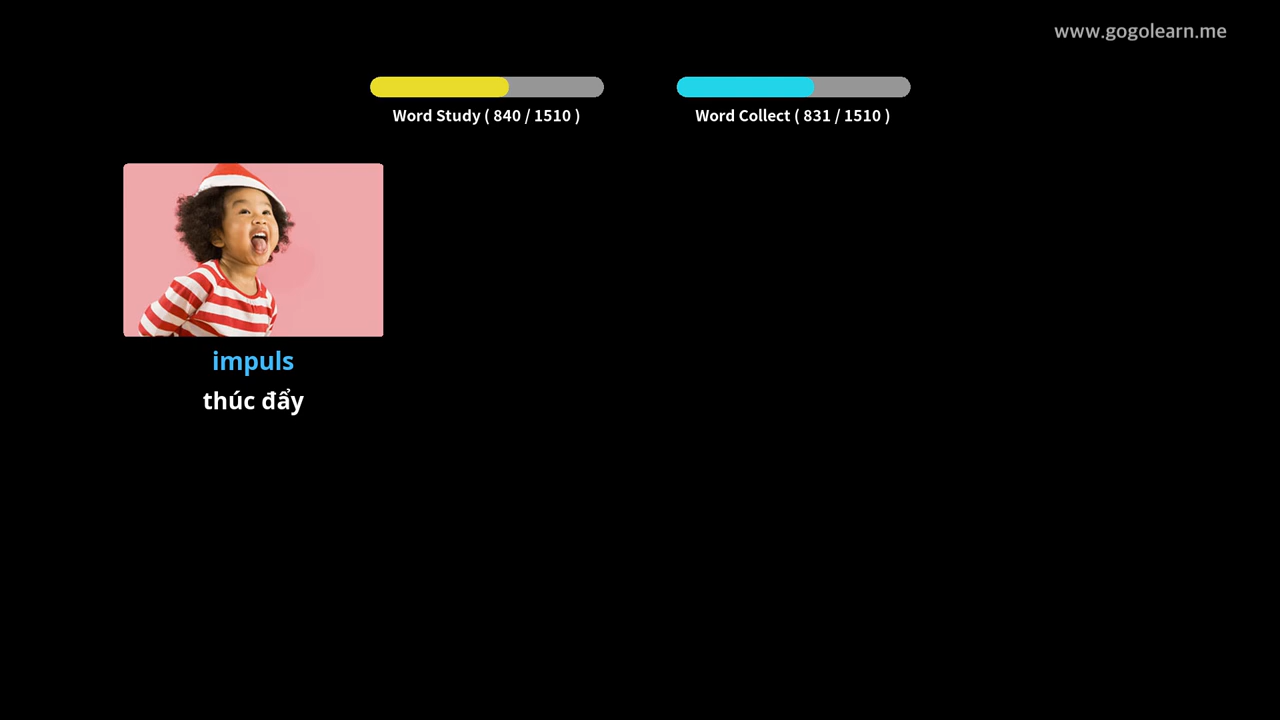 www.gogolearn.me
Word Study ( 840 / 1510 )
Word Collect ( 831 / 1510 )
impuls
thúc đẩy